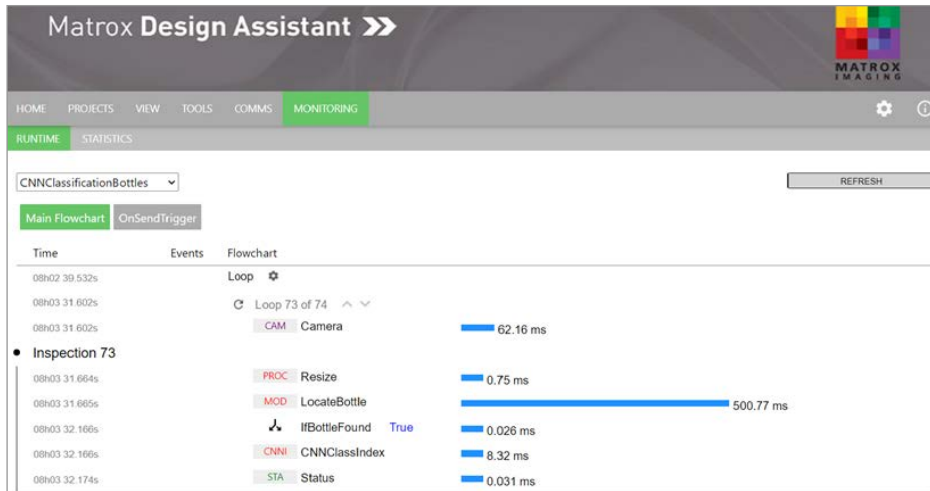 Matrox Design Assistant
MATROX
IMAGING
HOME PROJECTS VIEW TOOLS COMMS MONITORING
RUNTIME STATISTICS
CNNClassificationBottles
REFRESH
Main Flowchart OnSendTrigger
Time Events Flowchart
08h02 39.532s Loop
08h03 31.602s Loop 73 of 74
08h03 31.602s CAM Camera 62.16 ms
Inspection 73
08h03 31.664s PROC Resize 0.75 ms
08h03 31.665s MOD LocateBottle 500.77 ms
08h03 32.166s IfBottleFound True 0.026 ms
08h03 32.166s CNNI CNNClassIndex 8.32 ms
08h03 32.174s STA Status 0.031 ms